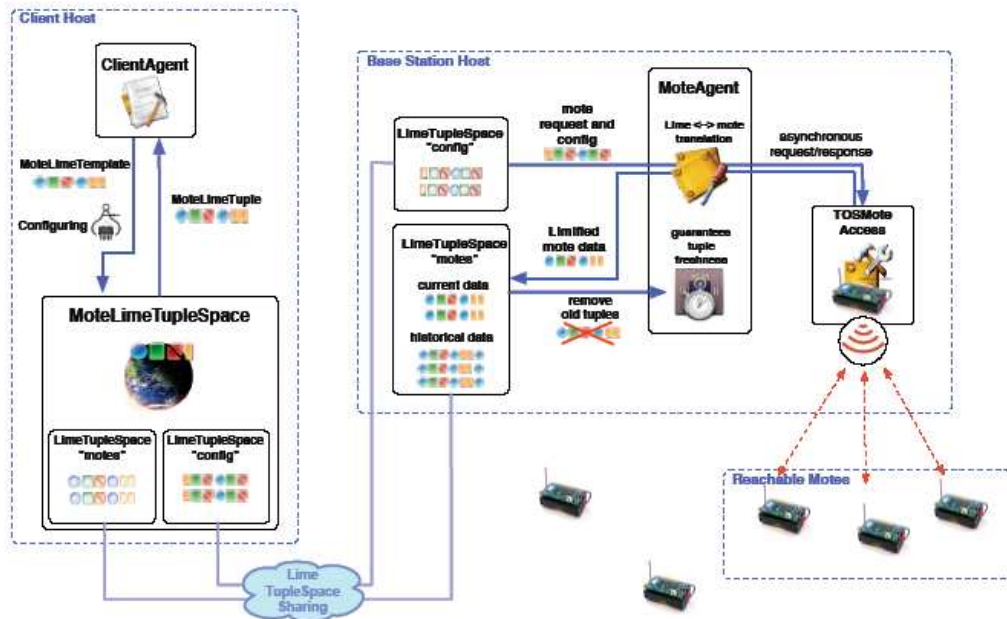 Client Host
ClientAgent
MoteLimeTemplate
Configuring
MoteLimeTuple
MoteLimeTupleSpace
LimeTupleSpace
"motes"
LimeTupleSpace
"config"
Lime
TupleSpace
Sharing
Base Station Host
LimeTupleSpace
"config"
mote
request and
config
MoteAgent
Lime <--> mote
translation
asynchronous
request/response
TOSMote
Access
LimeTupleSpace
"motes"
current data
historical data
Limified
mote data
guarantees
tuple
freshness
remove
old tuples
Reachable Motes